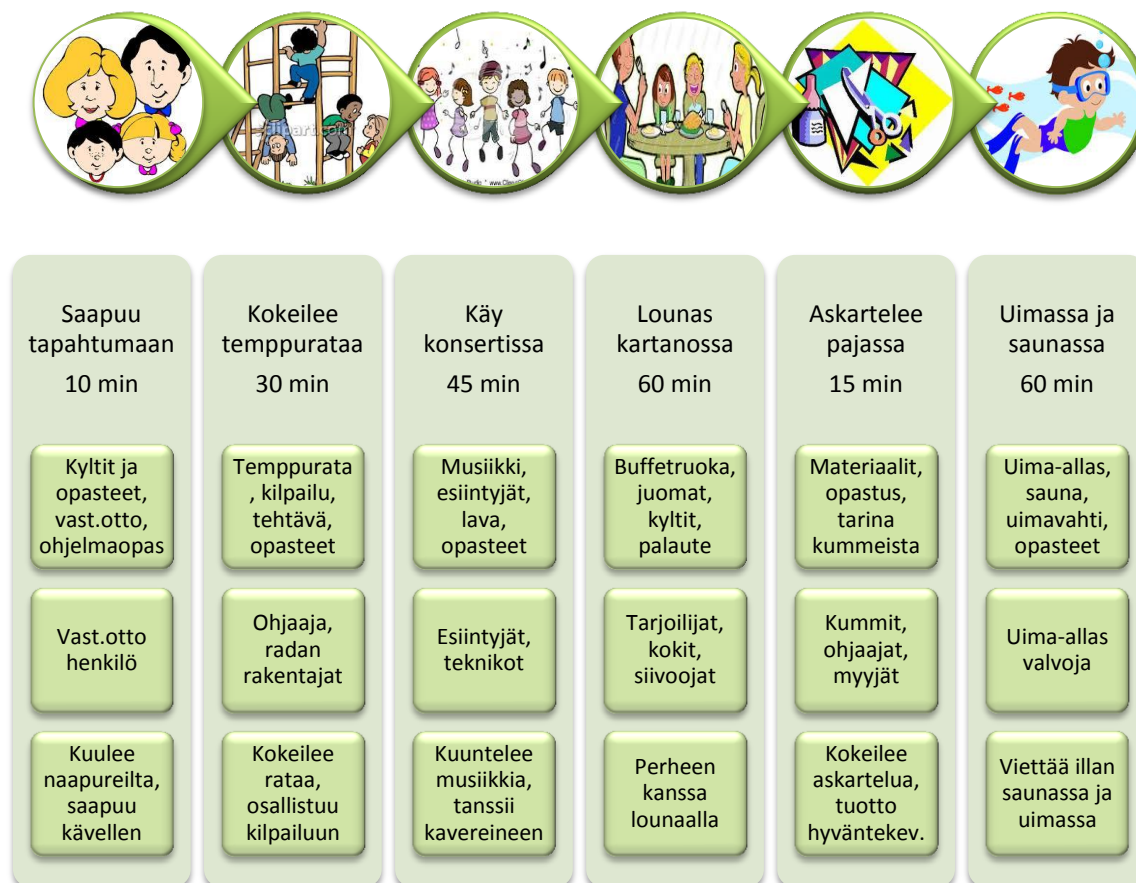 clipart.com
Saapuu
tapahtumaan
10 min
Kyltit ja
opasteet,
vast.otto,
ohjelmaopas
Vast.otto
henkilö
Kuulee
naapureilta,
saapuu
kävellen
Kokeilee
temppurataa
30 min
Temppurata
, kilpailu,
tehtävä,
opasteet
Ohjaaja,
radan
rakentajat
Kokeilee
rataa,
osallistuu
kilpailuun
Käy
konsertissa
45 min
Musiikki,
esiintyjät,
lava,
opasteet
Esiintyjät,
teknikot
Kuuntelee
musiikkia,
tanssii
kavereineen
Lounas
kartanossa
60 min
Buffetruoka,
juomat,
kyltit,
palaute
Tarjoilijat,
kokit,
siivoojat
Perheen
kanssa
lounaalla
Askartelee
pajassa
15 min
Materiaalit,
opastus,
tarina
kummeista
Kummit,
ohjaajat,
myyjät
Kokeilee
askartelua,
tuotto
hyväntekev.
Uimassa ja
saunassa
60 min
Uima-allas,
sauna,
uimavahti,
opasteet
Uima-allas
valvoja
Viettää illan
saunassa ja
uimassa